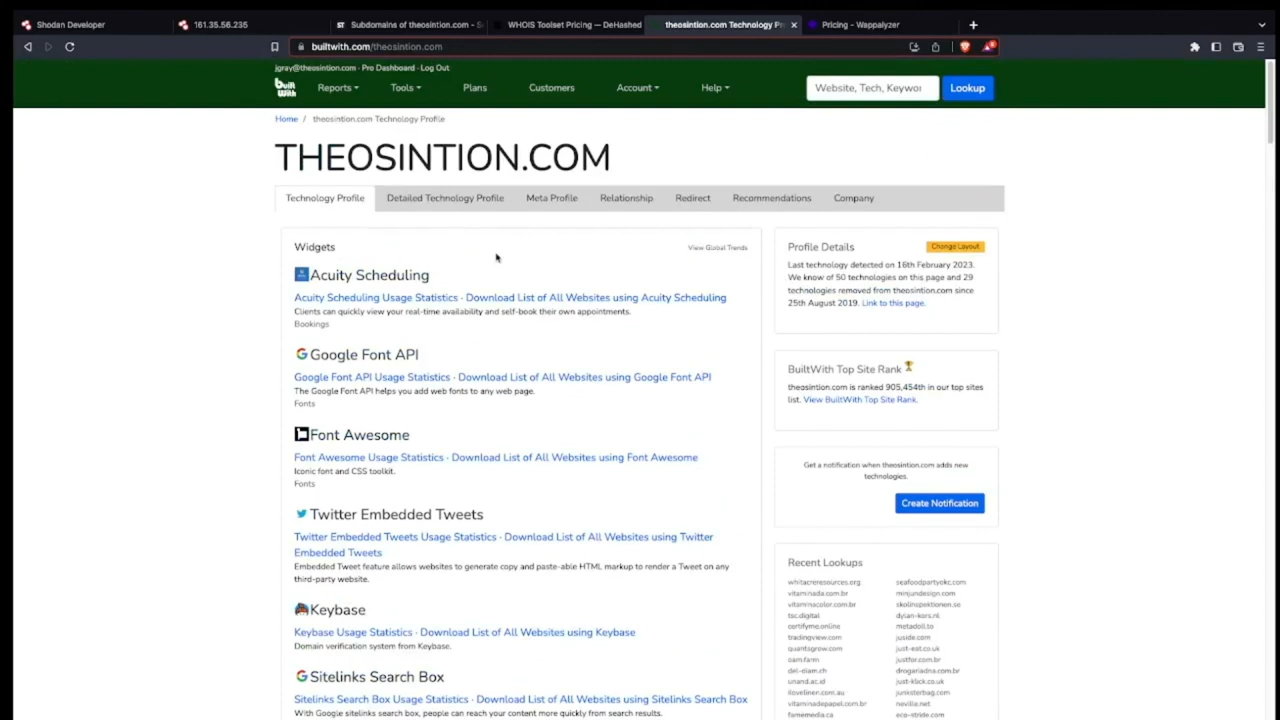 Shodan Developer
161.35.56.235
ST Subdomains of theosintion.com - S
WHOIS Toolset Pricing — DeHashed
theosintion.com Technology Pr
Pricing - Wappalyzer
builtwith.com/theosintion.com
jgray@theosintion.com · Pro Dashboard · Log Out
built With
Reports
Tools
Plans
Customers
Account
Help
Website, Tech, Keywor
Lookup
Home / theosintion.com Technology Profile
THEOSINTION.COM
Technology Profile
Detailed Technology Profile
Meta Profile
Relationship
Redirect
Recommendations
Company
Widgets
View Global Trends
Acuity Scheduling
Acuity Scheduling Usage Statistics · Download List of All Websites using Acuity Scheduling
Clients can quickly view your real-time availability and self-book their own appointments.
Bookings
Google Font API
Google Font API Usage Statistics · Download List of All Websites using Google Font API
The Google Font API helps you add web fonts to any web page.
Fonts
Font Awesome
Font Awesome Usage Statistics · Download List of All Websites using Font Awesome
Iconic font and CSS toolkit.
Fonts
Twitter Embedded Tweets
Twitter Embedded Tweets Usage Statistics · Download List of All Websites using Twitter
Embedded Tweets
Embedded Tweet feature allows websites to generate copy and paste-able HTML markup to render a Tweet on any
third-party website.
Keybase
Keybase Usage Statistics · Download List of All Websites using Keybase
Domain verification system from Keybase.
Sitelinks Search Box
Sitelinks Search Box Usage Statistics · Download List of All Websites using Sitelinks Search Box
With Google sitelinks search box, people can reach your content more quickly from search results.
Profile Details
Change Layout
Last technology detected on 16th February 2023.
We know of 50 technologies on this page and 29
technologies removed from theosintion.com since
25th August 2019. Link to this page.
BuiltWith Top Site Rank
theosintion.com is ranked 905,454th in our top sites
list. View BuiltWith Top Site Rank.
Get a notification when theosintion.com adds new
technologies.
Create Notification
Recent Lookups
whitacreresources.org
vitaminada.com.br
vitaminacolor.com.br
tsc.digital
certifyme.online
tradingview.com
quantsgrow.com
oam.farm
del-oiam.ch
unand.ac.id
ilovelinen.com.au
vitaminadepapel.com.br
famemedia.ca
seafoodpartyokc.com
minjundesign.com
skolinspektionen.se
dylan-kors.nl
metadoll.to
juside.com
just-eat.co.uk
justfor.com.br
drogariadna.com.br
just-klick.co.uk
junksterbag.com
neville.net
eco-stride.com